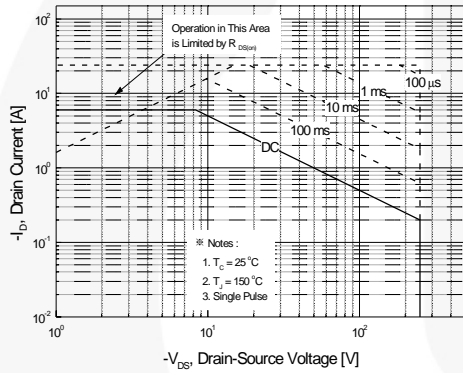 10²
Operation in This Area
is Limited by R DS(on)
100 µs
1 ms
10¹
10 ms
100 ms
DC
10⁰
10⁻¹
※ Notes :
1. T_C = 25 °C
2. T_J = 150 °C
3. Single Pulse
10⁻²
10⁰
10¹
10²
-I_D, Drain Current [A]
-V_DS, Drain-Source Voltage [V]